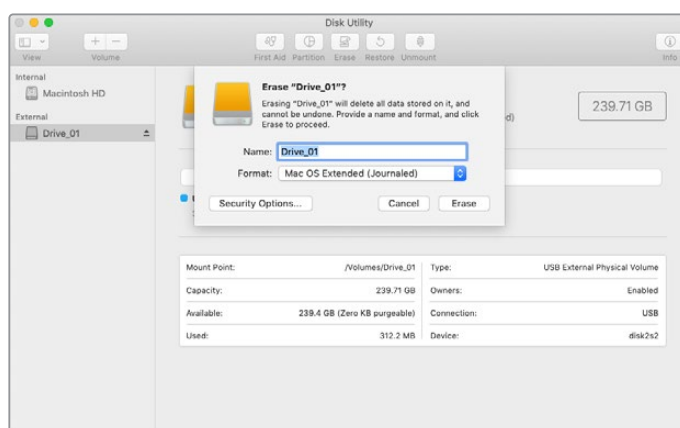 Disk Utility
View Volume First Aid Partition Erase Restore Unmount Info
Internal
Macintosh HD
External
Drive_01
Erase “Drive_01”?
Erasing “Drive_01” will delete all data stored on it, and
cannot be undone. Provide a name and format, and click
Erase to proceed.
d)
239.71 GB
Name: Drive_01
Format: Mac OS Extended (Journaled)
Security Options... Cancel Erase
Mount Point: /Volumes/Drive_01 Type: USB External Physical Volume
Capacity: 239.71 GB Owners: Enabled
Available: 239.4 GB (Zero KB purgeable) Connection: USB
Used: 312.2 MB Device: disk2s2